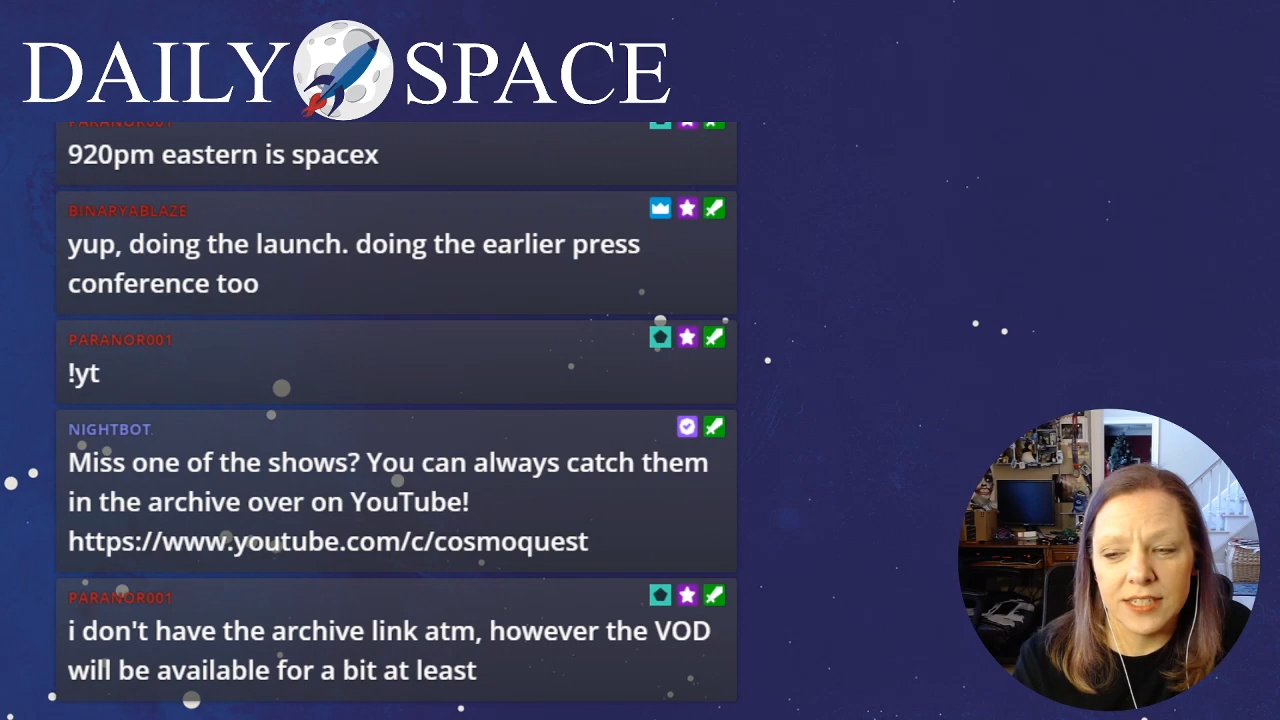 DAILY SPACE
PARANOR001
920pm eastern is spacex
BINARYABLAZE
yup, doing the launch. doing the earlier press
conference too
PARANOR001
!yt
NIGHTBOT
Miss one of the shows? You can always catch them
in the archive over on YouTube!
https://www.youtube.com/c/cosmoquest
PARANOR001
i don't have the archive link atm, however the VOD
will be available for a bit at least